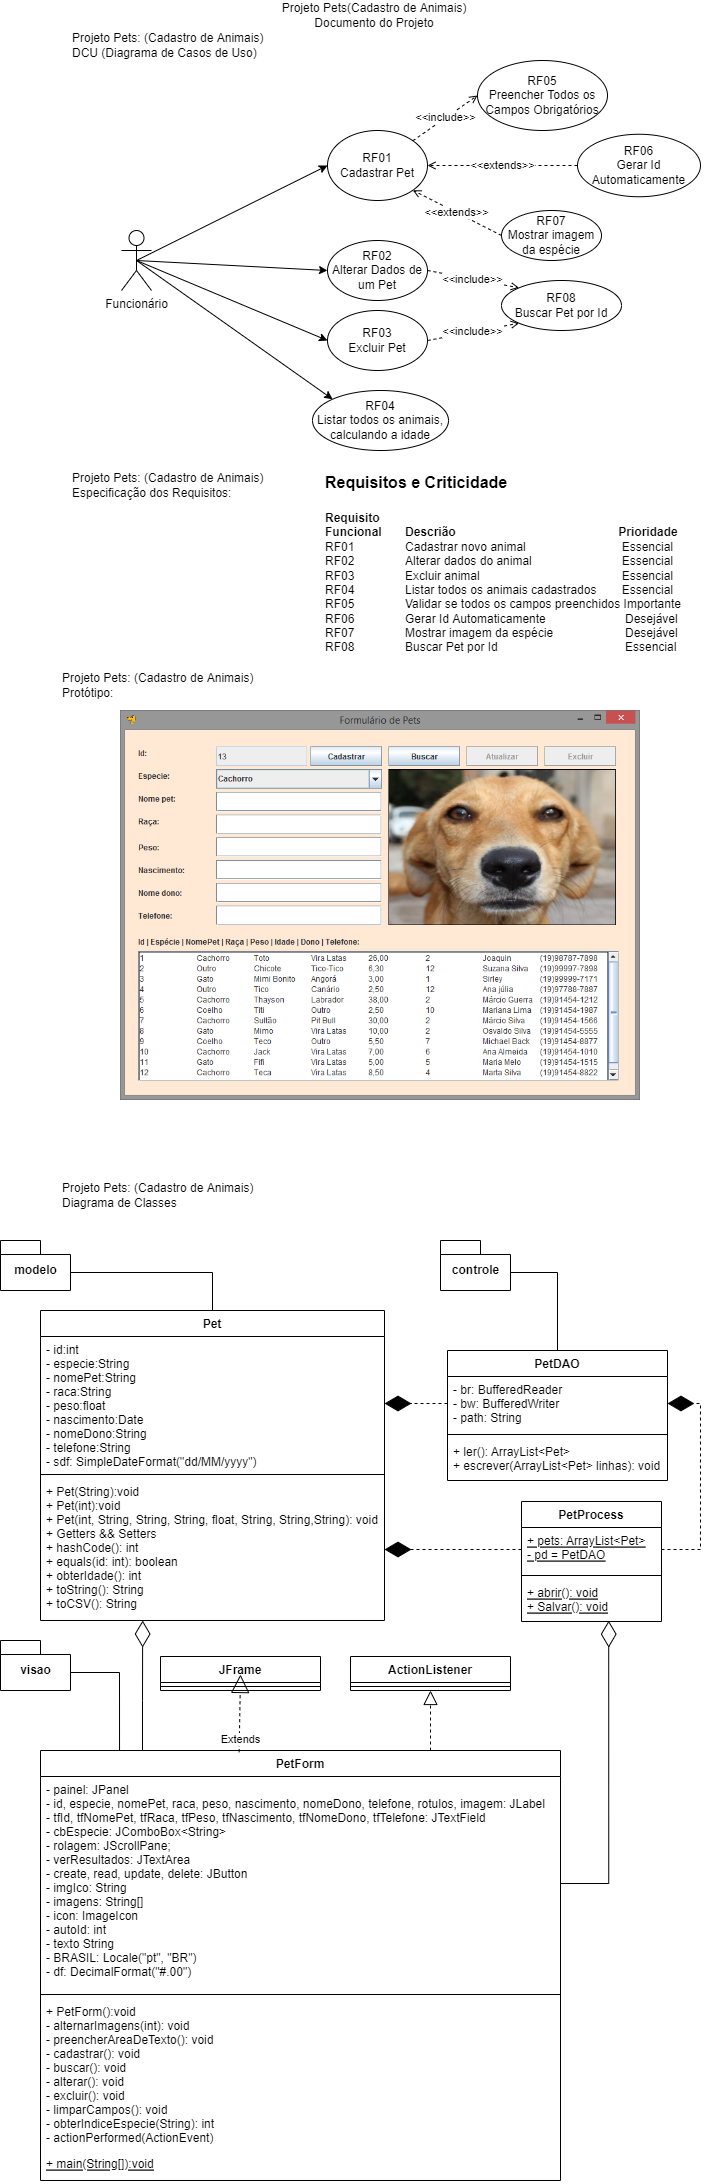 Projeto Pets(Cadastro de Animais)
Documento do Projeto
Projeto Pets: (Cadastro de Animais)
DCU (Diagrama de Casos de Uso)
RF05
Preencher Todos os
Campos Obrigatórios
<<include>>
RF01
Cadastrar Pet
<<extends>>
RF06
Gerar Id
Automaticamente
<<extends>>
RF07
Mostrar imagem
da espécie
Funcionário
RF02
Alterar Dados de
um Pet
<<include>>
RF08
Buscar Pet por Id
RF03
Excluir Pet
<<include>>
RF04
Listar todos os animais,
calculando a idade
Projeto Pets: (Cadastro de Animais)
Especificação dos Requisitos:
Requisitos e Criticidade
Requisito
Funcional Descrião Prioridade
RF01 Cadastrar novo animal Essencial
RF02 Alterar dados do animal Essencial
RF03 Excluir animal Essencial
RF04 Listar todos os animais cadastrados Essencial
RF05 Validar se todos os campos preenchidos Importante
RF06 Gerar Id Automaticamente Desejável
RF07 Mostrar imagem da espécie Desejável
RF08 Buscar Pet por Id Essencial
Projeto Pets: (Cadastro de Animais)
Protótipo:
Formulário de Pets
Id: 13 Cadastrar Buscar Atualizar Excluir
Especie: Cachorro
Nome pet:
Raça:
Peso:
Nascimento:
Nome dono:
Telefone:
Id | Espécie | NomePet | Raça | Peso | Idade | Dono | Telefone:
1 Cachorro Toto Vira Latas 26,00 2 Joaquin (19)98787-7898
2 Outro Chicote Tico-Tico 6,30 12 Suzana Silva (19)99997-7898
3 Gato Mimi Bonito Angorá 3,00 1 Sirley (19)99999-7171
4 Outro Tico Canário 2,50 12 Ana júlia (19)97788-7887
5 Cachorro Thayson Labrador 38,00 2 Márcio Guerra (19)91454-1212
6 Coelho Titi Outro 2,50 10 Mariana Lima (19)91454-1987
7 Cachorro Sultão Pit Bull 30,00 2 Márcio Silva (19)91454-1566
8 Gato Mimo Vira Latas 10,00 2 Osvaldo Silva (19)91454-5555
9 Coelho Teco Outro 5,50 7 Michael Back (19)91454-8877
10 Cachorro Jack Vira Latas 7,00 6 Ana Almeida (19)91454-1010
11 Gato Fifi Vira Latas 5,00 5 Maria Melo (19)91454-1515
12 Cachorro Teca Vira Latas 8,50 4 Marta Silva (19)91454-8822
Projeto Pets: (Cadastro de Animais)
Diagrama de Classes
modelo
controle
Pet
- id:int
- especie:String
- nomePet:String
- raca:String
- peso:float
- nascimento:Date
- nomeDono:String
- telefone:String
- sdf: SimpleDateFormat("dd/MM/yyyy")
+ Pet(String):void
+ Pet(int):void
+ Pet(int, String, String, String, float, String, String,String): void
+ Getters && Setters
+ hashCode(): int
+ equals(id: int): boolean
+ obterIdade(): int
+ toString(): String
+ toCSV(): String
PetDAO
- br: BufferedReader
- bw: BufferedWriter
- path: String
+ ler(): ArrayList<Pet>
+ escrever(ArrayList<Pet> linhas): void
PetProcess
+ pets: ArrayList<Pet>
- pd = PetDAO
+ abrir(): void
+ Salvar(): void
visao
JFrame
ActionListener
Extends
PetForm
- painel: JPanel
- id, especie, nomePet, raca, peso, nascimento, nomeDono, telefone, rotulos, imagem: JLabel
- tfId, tfNomePet, tfRaca, tfPeso, tfNascimento, tfNomeDono, tfTelefone: JTextField
- cbEspecie: JComboBox<String>
- rolagem: JScrollPane;
- verResultados: JTextArea
- create, read, update, delete: JButton
- imgIco: String
- imagens: String[]
- icon: ImageIcon
- autoId: int
- texto String
- BRASIL: Locale("pt", "BR")
- df: DecimalFormat("#.00")
+ PetForm():void
- alternarImagens(int): void
- preencherAreaDeTexto(): void
- cadastrar(): void
- buscar(): void
- alterar(): void
- excluir(): void
- limparCampos(): void
- obterIndiceEspecie(String): int
- actionPerformed(ActionEvent)
+ main(String[]):void